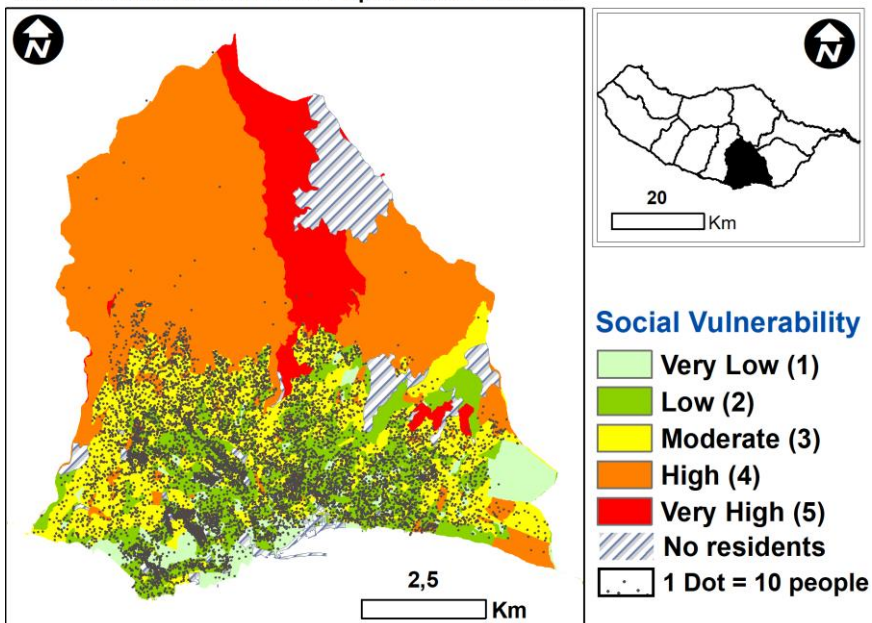 N
2,5
Km
N
20
Km
Social Vulnerability
Very Low (1)
Low (2)
Moderate (3)
High (4)
Very High (5)
No residents
1 Dot = 10 people